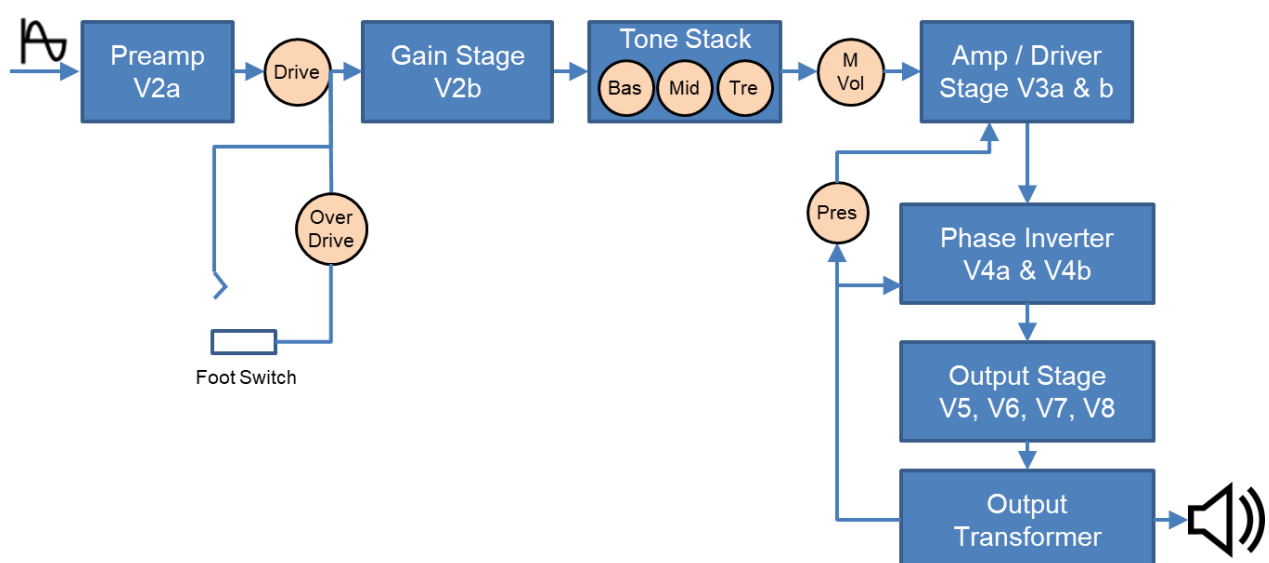 Preamp
V2a
Drive
Gain Stage
V2b
Tone Stack
Bas
Mid
Tre
M
Vol
Amp / Driver
Stage V3a & b
Over
Drive
Foot Switch
Pres
Phase Inverter
V4a & V4b
Output Stage
V5, V6, V7, V8
Output
Transformer